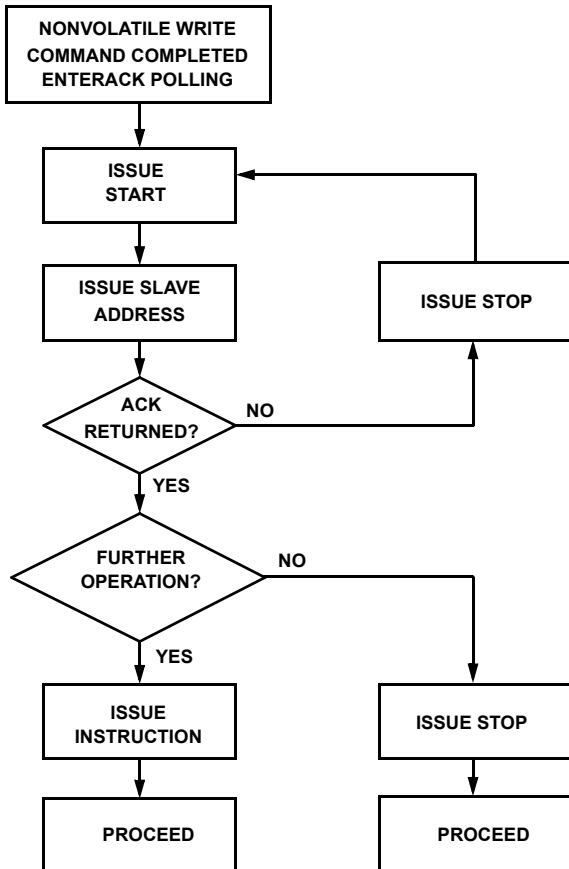 NONVOLATILE WRITE
COMMAND COMPLETED
ENTERACK POLLING
ISSUE
START
ISSUE SLAVE
ADDRESS
ISSUE STOP
ACK
RETURNED?
NO
YES
FURTHER
OPERATION?
NO
YES
ISSUE
INSTRUCTION
ISSUE STOP
PROCEED
PROCEED